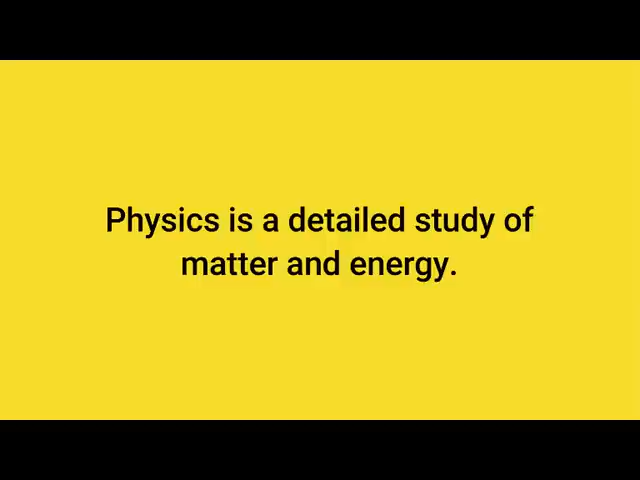 Physics is a detailed study of
matter and energy.